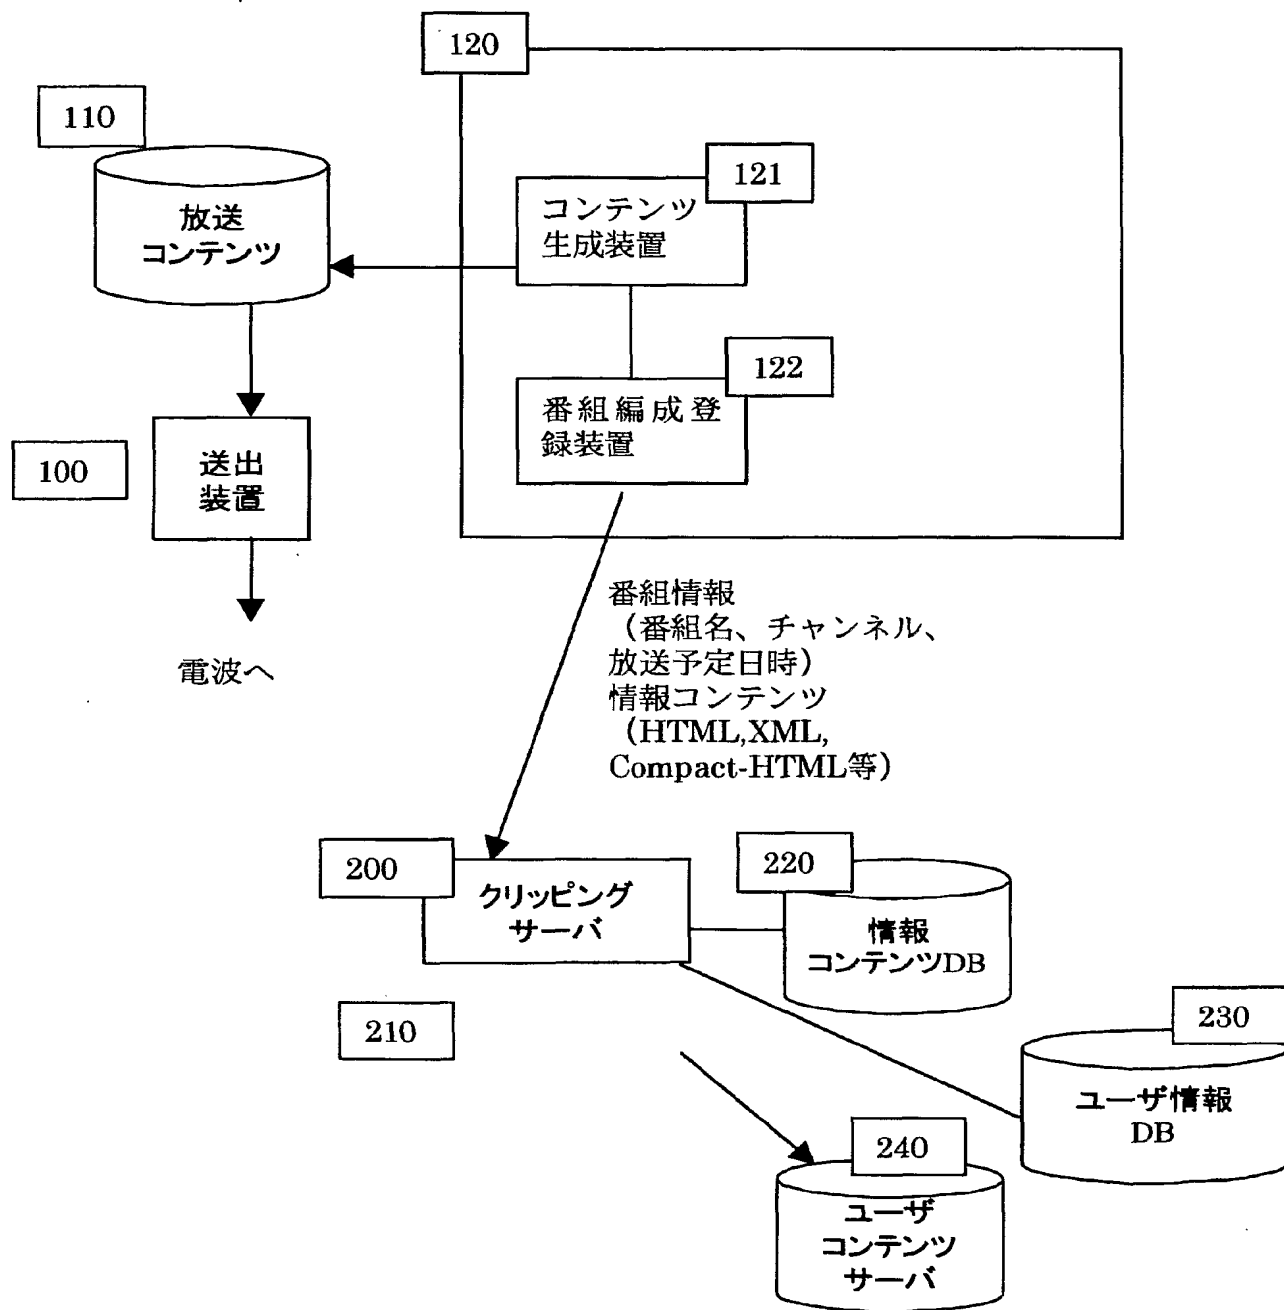 120
110
121
放送
コンテンツ
コンテンツ
生成装置
122
番組編成登
録装置
100
送出
装置
番組情報
（番組名、チャンネル、
放送予定日時）
情報コンテンツ
（HTML,XML,
Compact-HTML等）
電波へ
200
クリッピング
サーバ
220
情報
コンテンツDB
210
230
ユーザ情報
DB
240
ユーザ
コンテンツ
サーバ